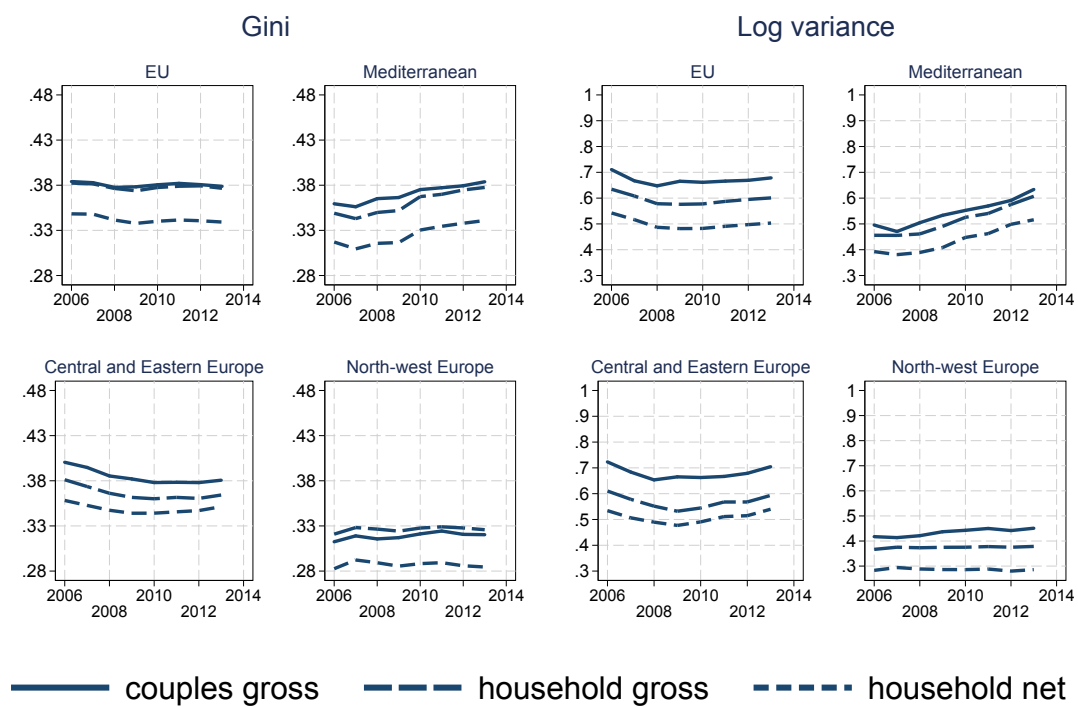 Gini
Log variance
EU
Mediterranean
EU
Mediterranean
.48
.43
.38
.33
.28
2006 2008 2010 2012 2014
.48
.43
.38
.33
.28
2006 2008 2010 2012 2014
1
.9
.8
.7
.6
.5
.4
.3
2006 2008 2010 2012 2014
1
.9
.8
.7
.6
.5
.4
.3
2006 2008 2010 2012 2014
Central and Eastern Europe
North-west Europe
Central and Eastern Europe
North-west Europe
.48
.43
.38
.33
.28
2006 2008 2010 2012 2014
.48
.43
.38
.33
.28
2006 2008 2010 2012 2014
1
.9
.8
.7
.6
.5
.4
.3
2006 2008 2010 2012 2014
1
.9
.8
.7
.6
.5
.4
.3
2006 2008 2010 2012 2014
couples gross
household gross
household net